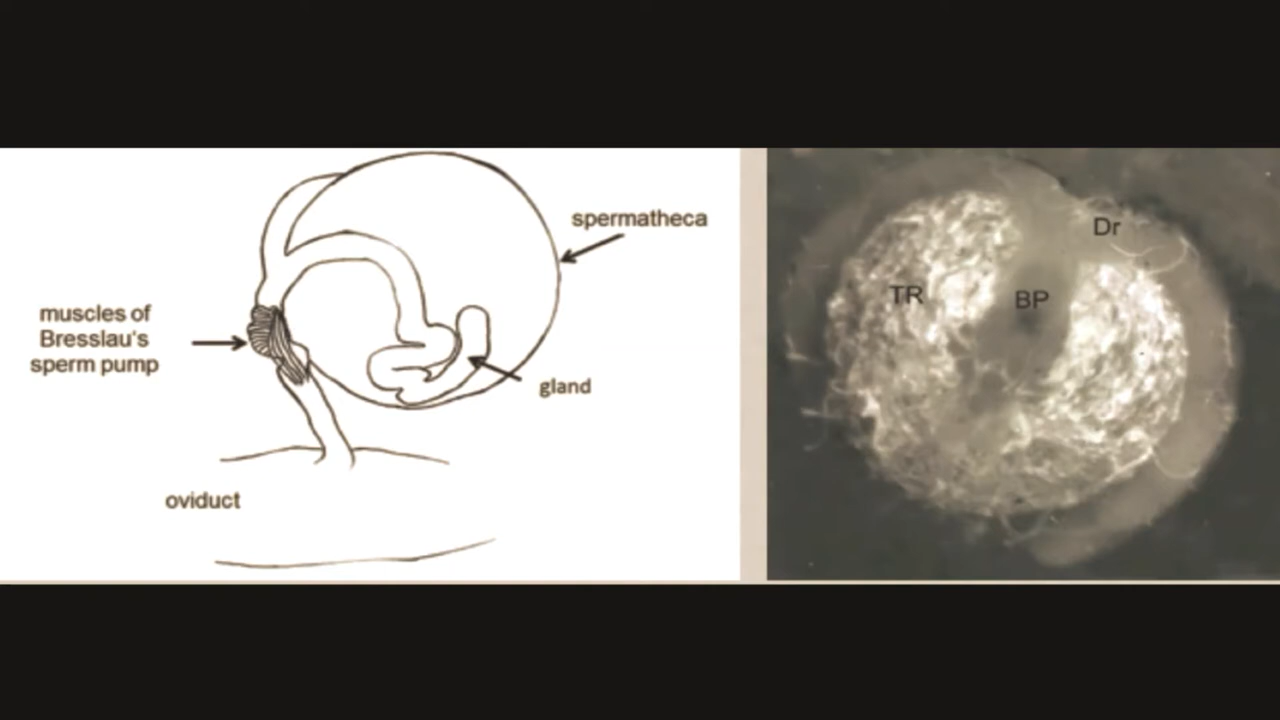 spermatheca
muscles of
Bresslau's
sperm pump
gland
oviduct
Dr
TR
BP